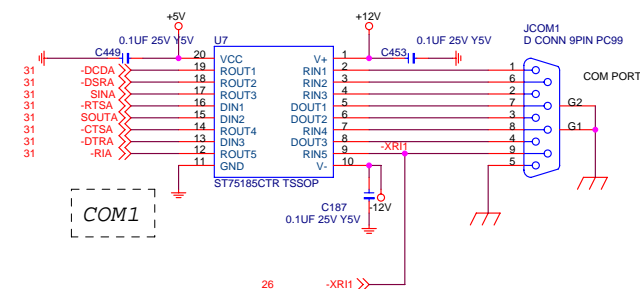 +5V
+12V
JCOM1
D CONN 9PIN PC99
C449
0.1UF 25V Y5V
U7
C453
0.1UF 25V Y5V
COM PORT
20 VCC V+ 1
31 -DCDA 19 ROUT1 RIN1 2 1
31 -DSRA 18 ROUT2 RIN2 3 6
31 SINA 17 ROUT3 RIN3 4 2
31 -RTSA 16 DIN1 DOUT1 5 7 G2
31 SOUTA 15 DIN2 DOUT2 6 3
31 -CTSA 14 ROUT4 RIN4 7 8 G1
31 -DTRA 13 DIN3 DOUT3 8 4
31 -RIA 12 ROUT5 RIN5 9 -XRI1 9
11 GND V- 10 5
ST75185CTR TSSOP
COM1
C187
-12V
0.1UF 25V Y5V
26 -XRI1